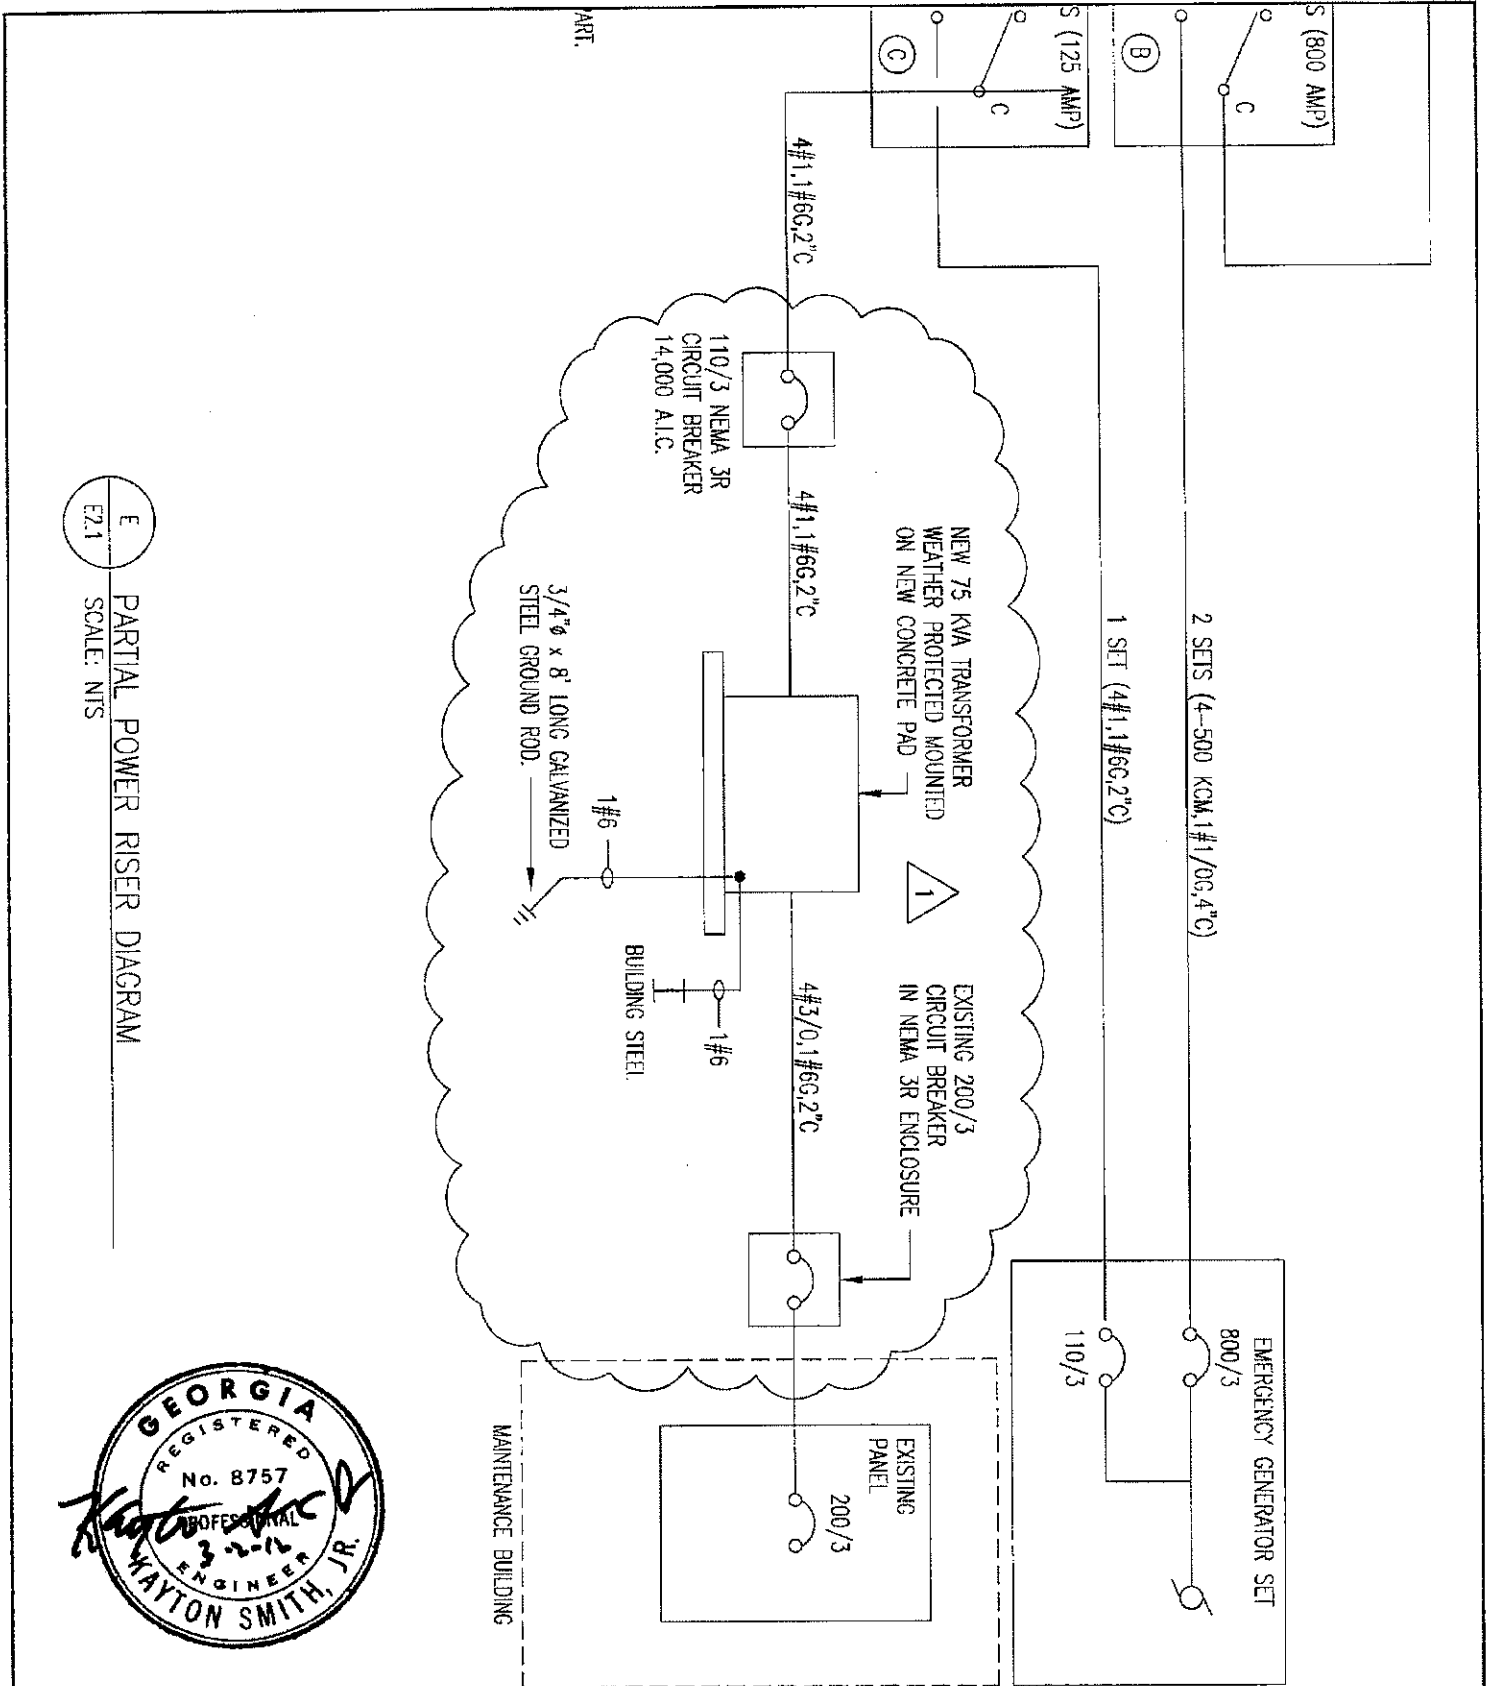 S (800 AMP)
B
C
S (125 AMP)
C
C
PART.
2 SETS (4-500 KCM,1#1/0G,4"C)
1 SET (4#1,1#6G,2"C)
EMERGENCY GENERATOR SET
800/3
110/3
4#1,1#6G,2"C
110/3 NEMA 3R
CIRCUIT BREAKER
14,000 A.I.C.
4#1,1#6G,2"C
NEW 75 KVA TRANSFORMER
WEATHER PROTECTED MOUNTED
ON NEW CONCRETE PAD
1
EXISTING 200/3
CIRCUIT BREAKER
IN NEMA 3R ENCLOSURE
4#3/0,1#6G,2"C
1#6
1#6
BUILDING STEEL
3/4"ø x 8' LONG GALVANIZED
STEEL GROUND ROD.
EXISTING
PANEL
200/3
MAINTENANCE BUILDING
E
E2.1
PARTIAL POWER RISER DIAGRAM
SCALE: NTS
GEORGIA
REGISTERED
No. 8757
PROFESSIONAL
3-2-12
ENGINEER
KAYTON SMITH, JR.